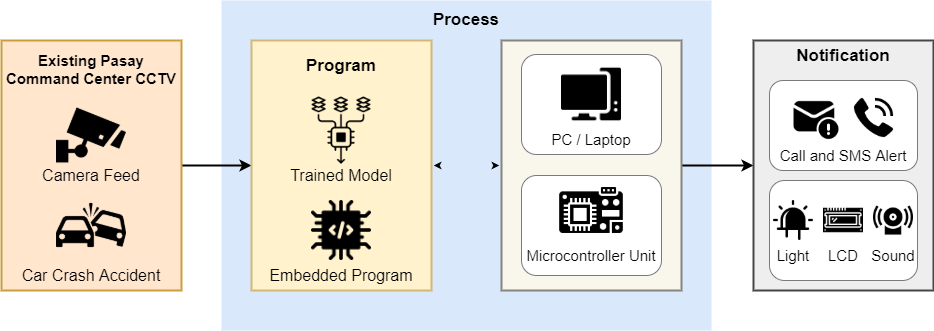 Process
Existing Pasay
Command Center CCTV
Camera Feed
Car Crash Accident
Program
Trained Model
</>
Embedded Program
PC / Laptop
Microcontroller Unit
Notification
Call and SMS Alert
Light LCD Sound